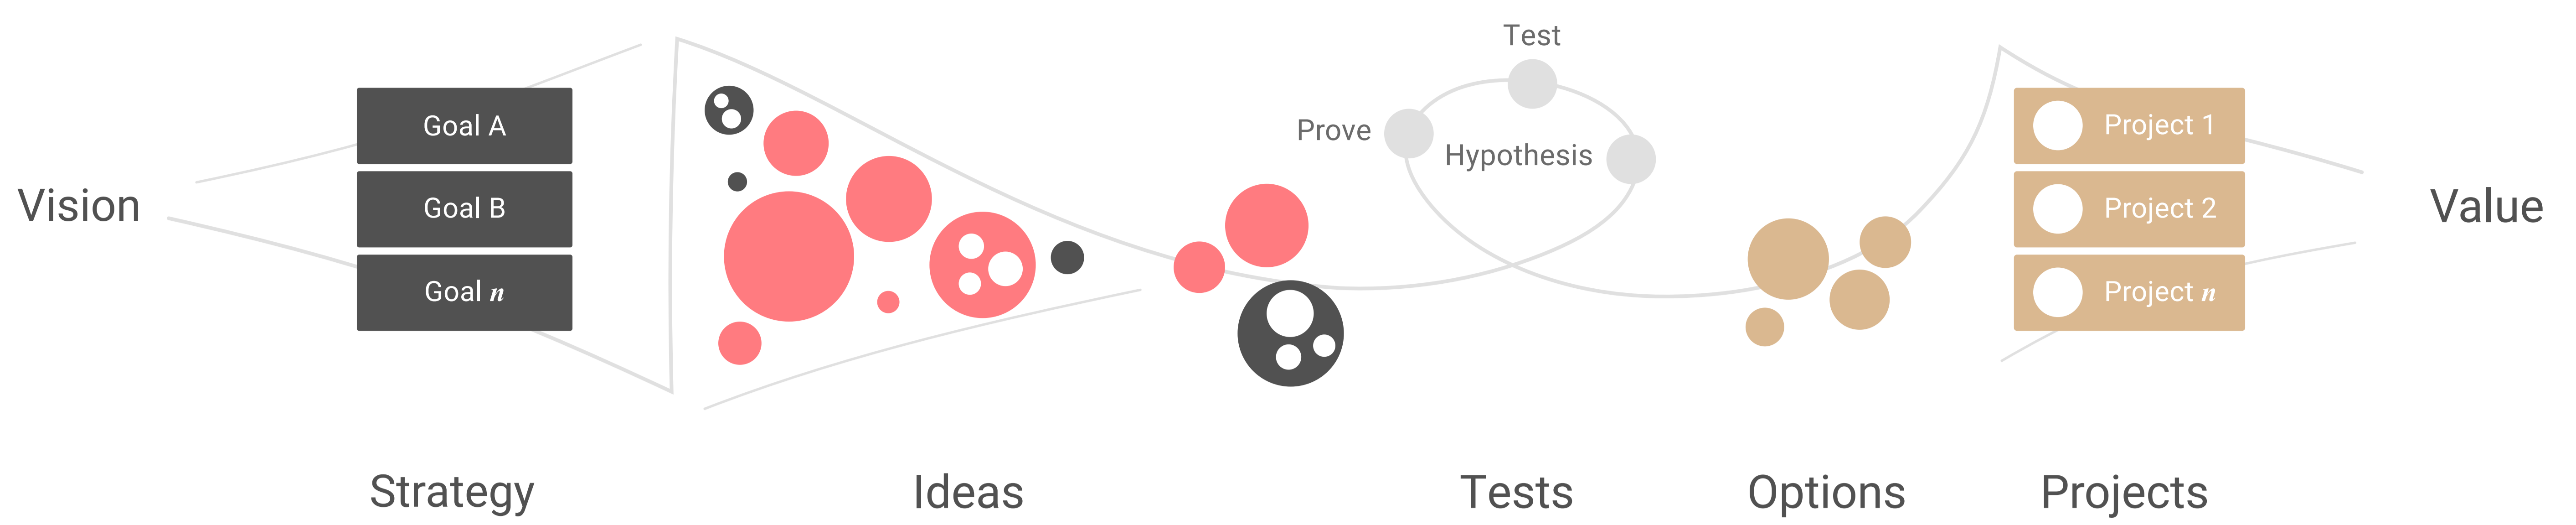 Vision
Goal A
Goal B
Goal n
Test
Prove
Hypothesis
Project 1
Project 2
Project n
Value
Strategy
Ideas
Tests
Options
Projects